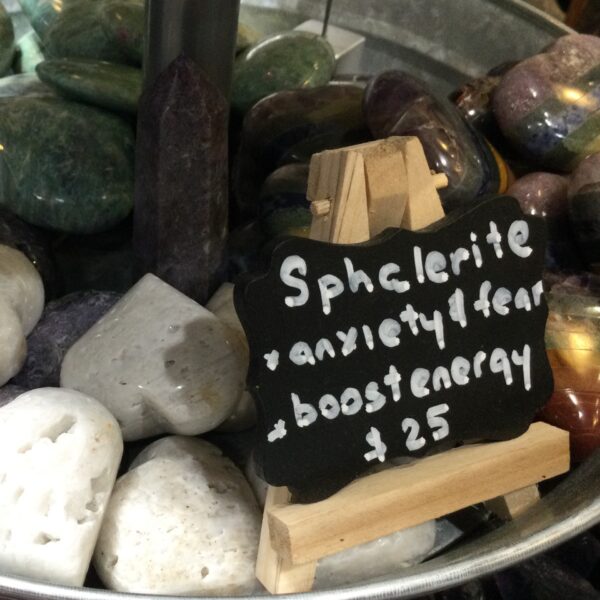 Sphalerite
*anxiety & fear
*boost energy
$25